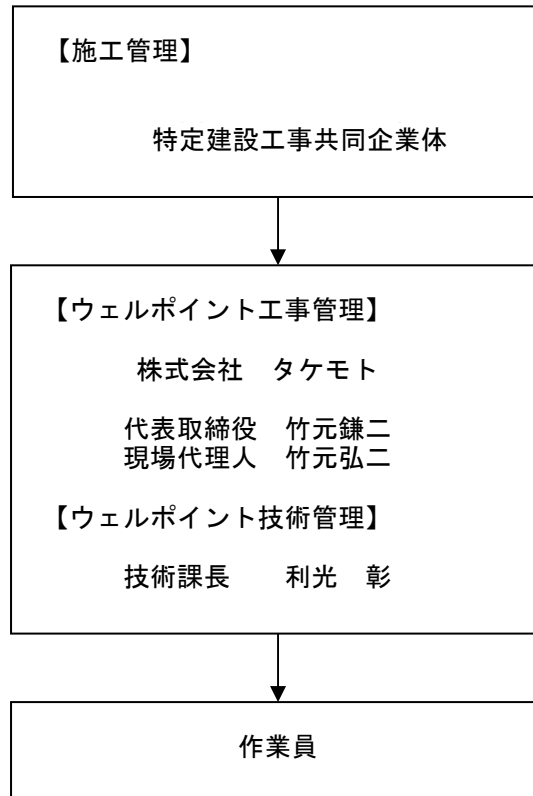 【施工管理】
特定建設工事共同企業体
【ウェルポイント工事管理】
株式会社　タケモト
代表取締役　竹元鎌二
現場代理人　竹元弘二
【ウェルポイント技術管理】
技術課長　　利光　彰
作業員